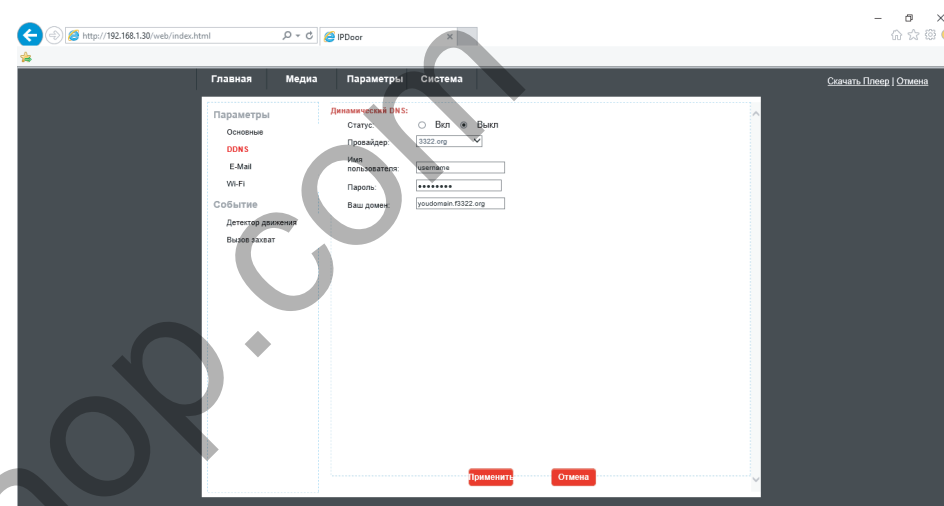 http://192.168.1.30/web/index.html
IPDoor
Главная Медиа Параметры Система
Скачать Плеер | Отмена
Параметры
Основные
DDNS
E-Mail
Wi-Fi
Событие
Детектор движения
Вызов захват
Динамический DNS:
Статус: Вкл Выкл
Провайдер: 3322.org
Имя
пользователя: username
Пароль: ••••••••
Ваш домен: youdomain.f3322.org
Применить Отмена
hop.com